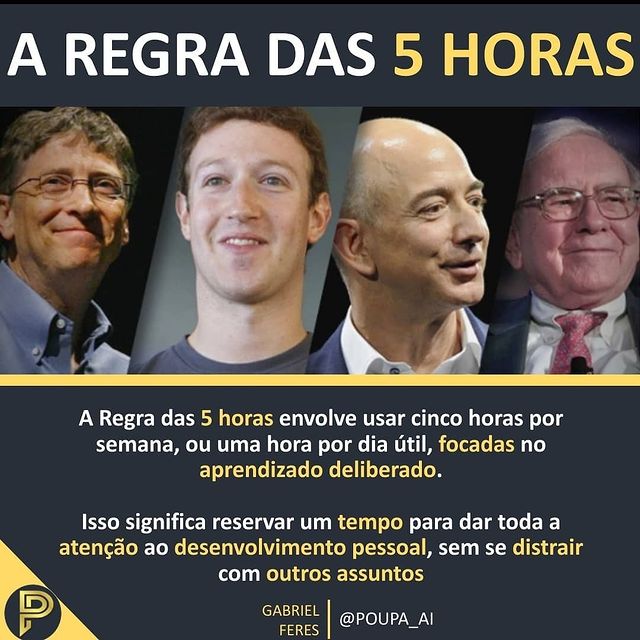 A REGRA DAS 5 HORAS
A Regra das 5 horas envolve usar cinco horas por
semana, ou uma hora por dia útil, focadas no
aprendizado deliberado.
Isso significa reservar um tempo para dar toda a
atenção ao desenvolvimento pessoal, sem se distrair
com outros assuntos
P
GABRIEL
FERES
@POUPA_AI